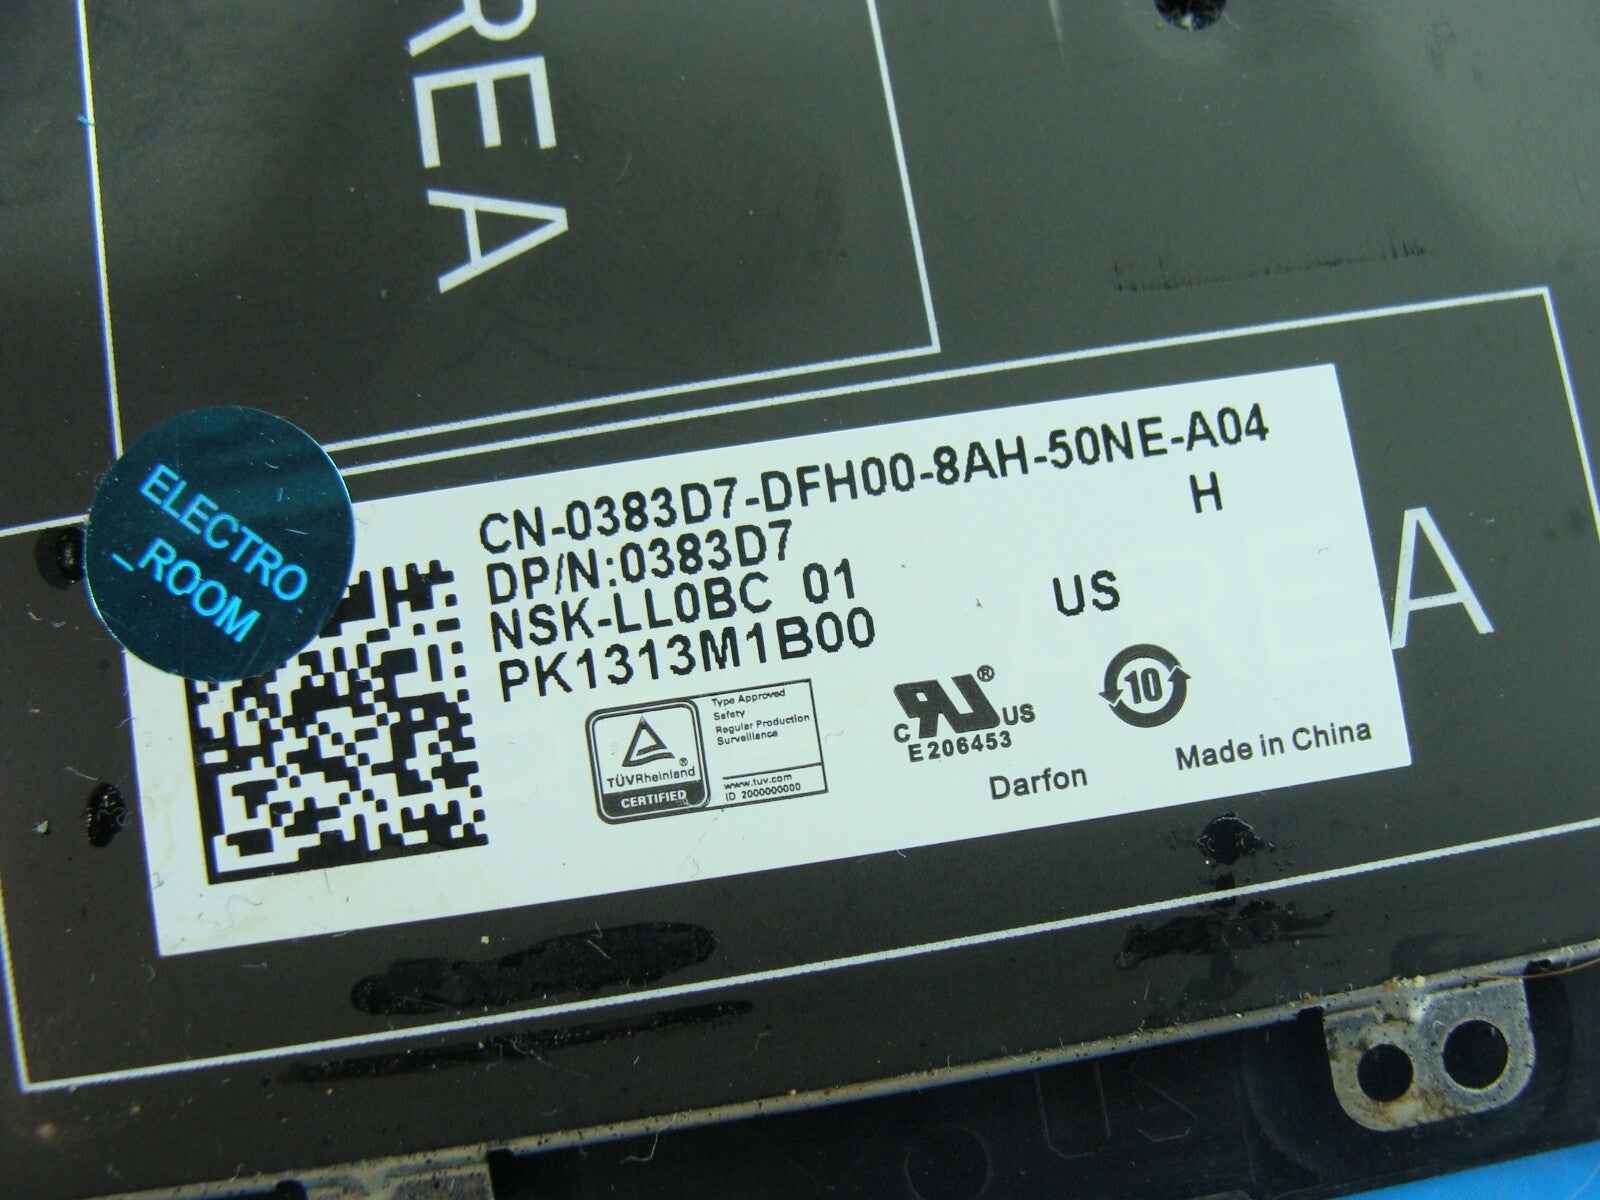 REA
ELECTRO
_ROOM
CN-0383D7-DFH00-8AH-50NE-A04
H
DP/N:0383D7
NSK-LL0BC 01
US
PK1313M1B00
A
TÜVRheinland®
CERTIFIED
Type Approved
Safety
Regular Production
Surveillance
www.tuv.com
ID 2000000000
c RU ® US
E206453
10
Darfon
Made in China